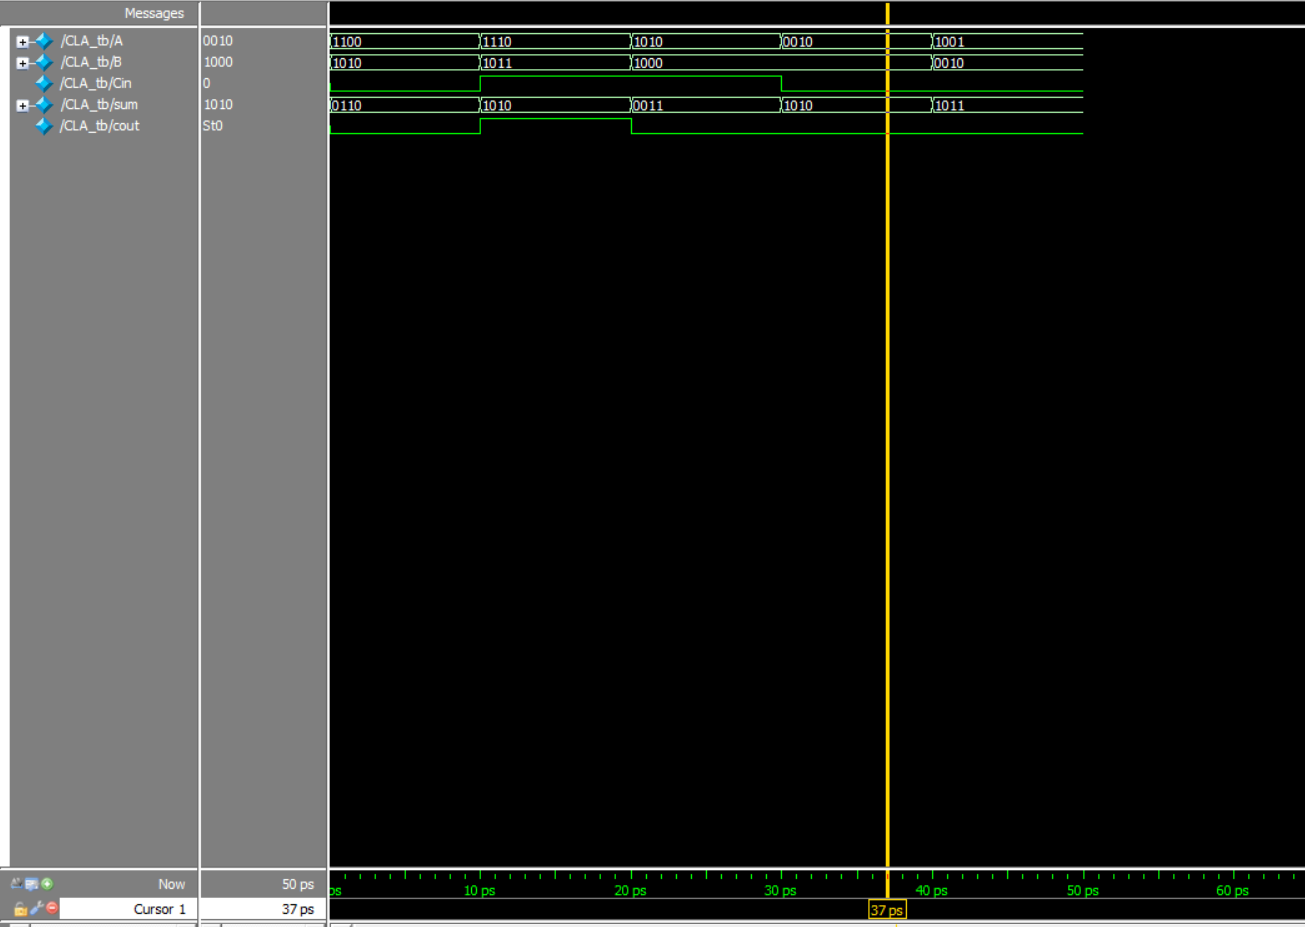 Messages
/CLA_tb/A 0010 1100 1110 1010 0010 1001
/CLA_tb/B 1000 1010 1011 1000 0010
/CLA_tb/Cin 0
/CLA_tb/sum 1010 0110 1010 0011 1010 1011
/CLA_tb/cout St0
Now 50 ps ps 10 ps 20 ps 30 ps 40 ps 50 ps 60 ps
Cursor 1 37 ps 37 ps